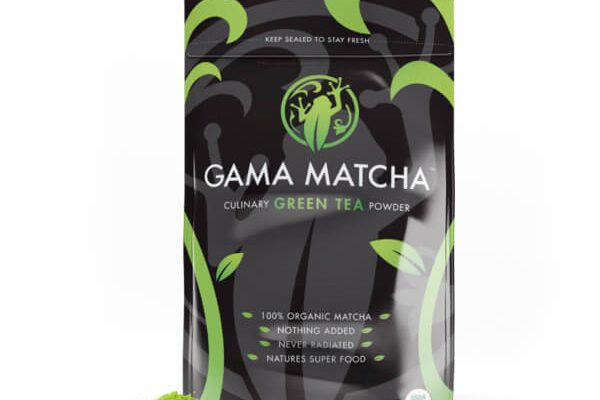 KEEP SEALED TO STAY FRESH
GAMA MATCHA™
CULINARY GREEN TEA POWDER
100% ORGANIC MATCHA
NOTHING ADDED
NEVER RADIATED
NATURES SUPER FOOD
USDA